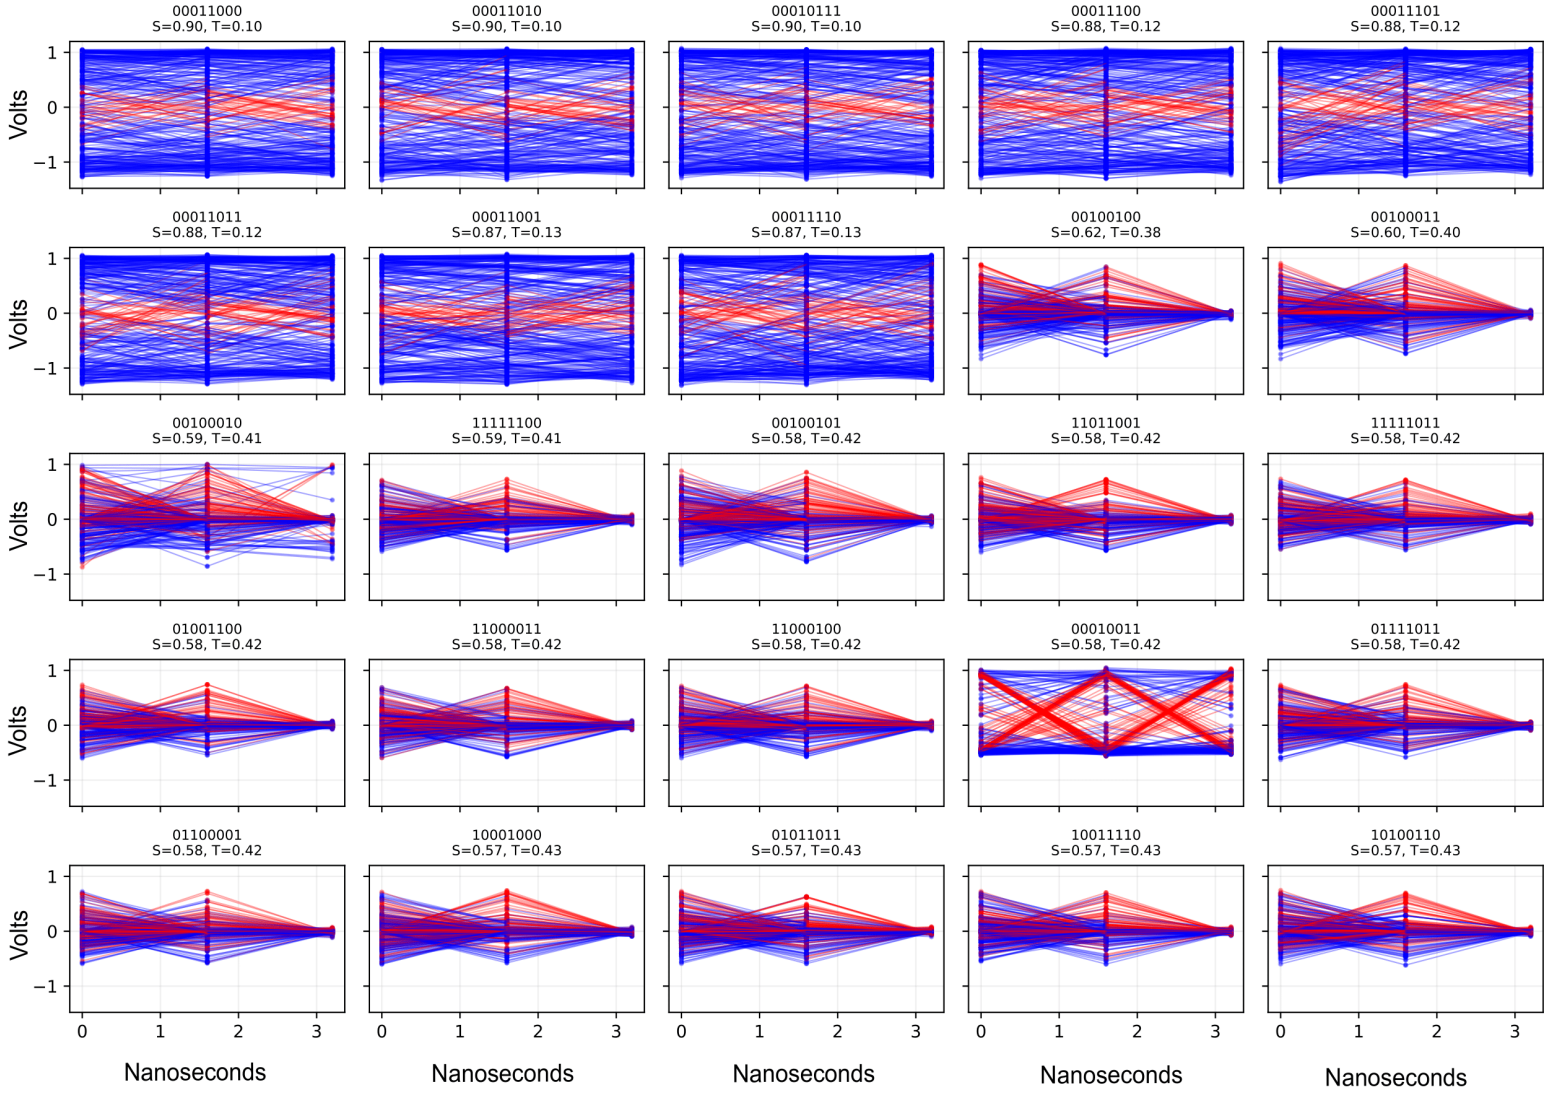 00011000
S=0.90, T=0.10
00011010
S=0.90, T=0.10
00010111
S=0.90, T=0.10
00011100
S=0.88, T=0.12
00011101
S=0.88, T=0.12
Volts
1
0
−1
00011011
S=0.88, T=0.12
00011001
S=0.87, T=0.13
00011110
S=0.87, T=0.13
00100100
S=0.62, T=0.38
00100011
S=0.60, T=0.40
Volts
1
0
−1
00100010
S=0.59, T=0.41
11111100
S=0.59, T=0.41
00100101
S=0.58, T=0.42
11011001
S=0.58, T=0.42
11111011
S=0.58, T=0.42
Volts
1
0
−1
01001100
S=0.58, T=0.42
11000011
S=0.58, T=0.42
11000100
S=0.58, T=0.42
00010011
S=0.58, T=0.42
01111011
S=0.58, T=0.42
Volts
1
0
−1
01100001
S=0.58, T=0.42
10001000
S=0.57, T=0.43
01011011
S=0.57, T=0.43
10011110
S=0.57, T=0.43
10100110
S=0.57, T=0.43
Volts
1
0
−1
0 1 2 3
0 1 2 3
0 1 2 3
0 1 2 3
0 1 2 3
Nanoseconds
Nanoseconds
Nanoseconds
Nanoseconds
Nanoseconds